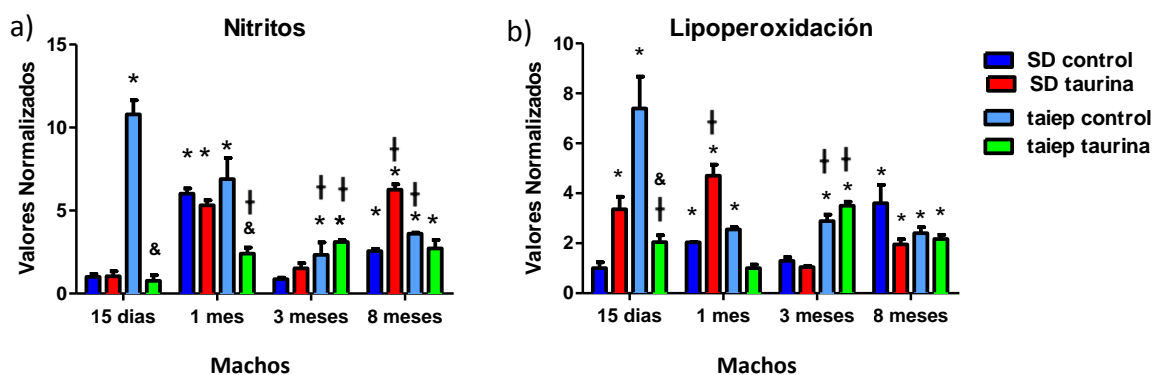 a)
Nitritos
Valores Normalizados
15
10
5
0
*
&
* * *
ǂ
&
ǂ ǂ
* *
*
ǂ
*
ǂ
*
*
15 dias 1 mes 3 meses 8 meses
Machos
b)
Lipoperoxidación
Valores Normalizados
10
8
6
4
2
0
*
*
&
ǂ
*
ǂ
*
*
ǂ ǂ
* *
* * * *
15 dias 1 mes 3 meses 8 meses
Machos
SD control
SD taurina
taiep control
taiep taurina